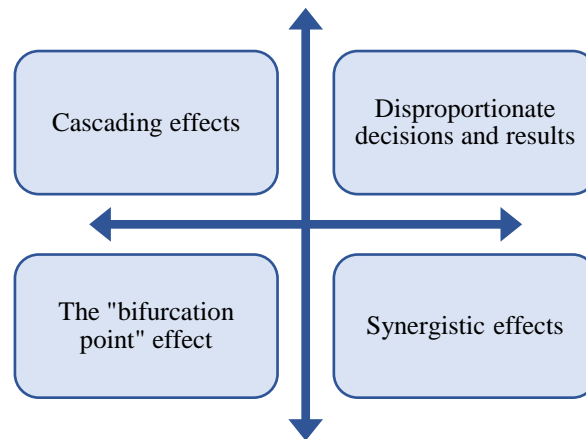 Cascading effects
Disproportionate
decisions and results
The "bifurcation
point" effect
Synergistic effects